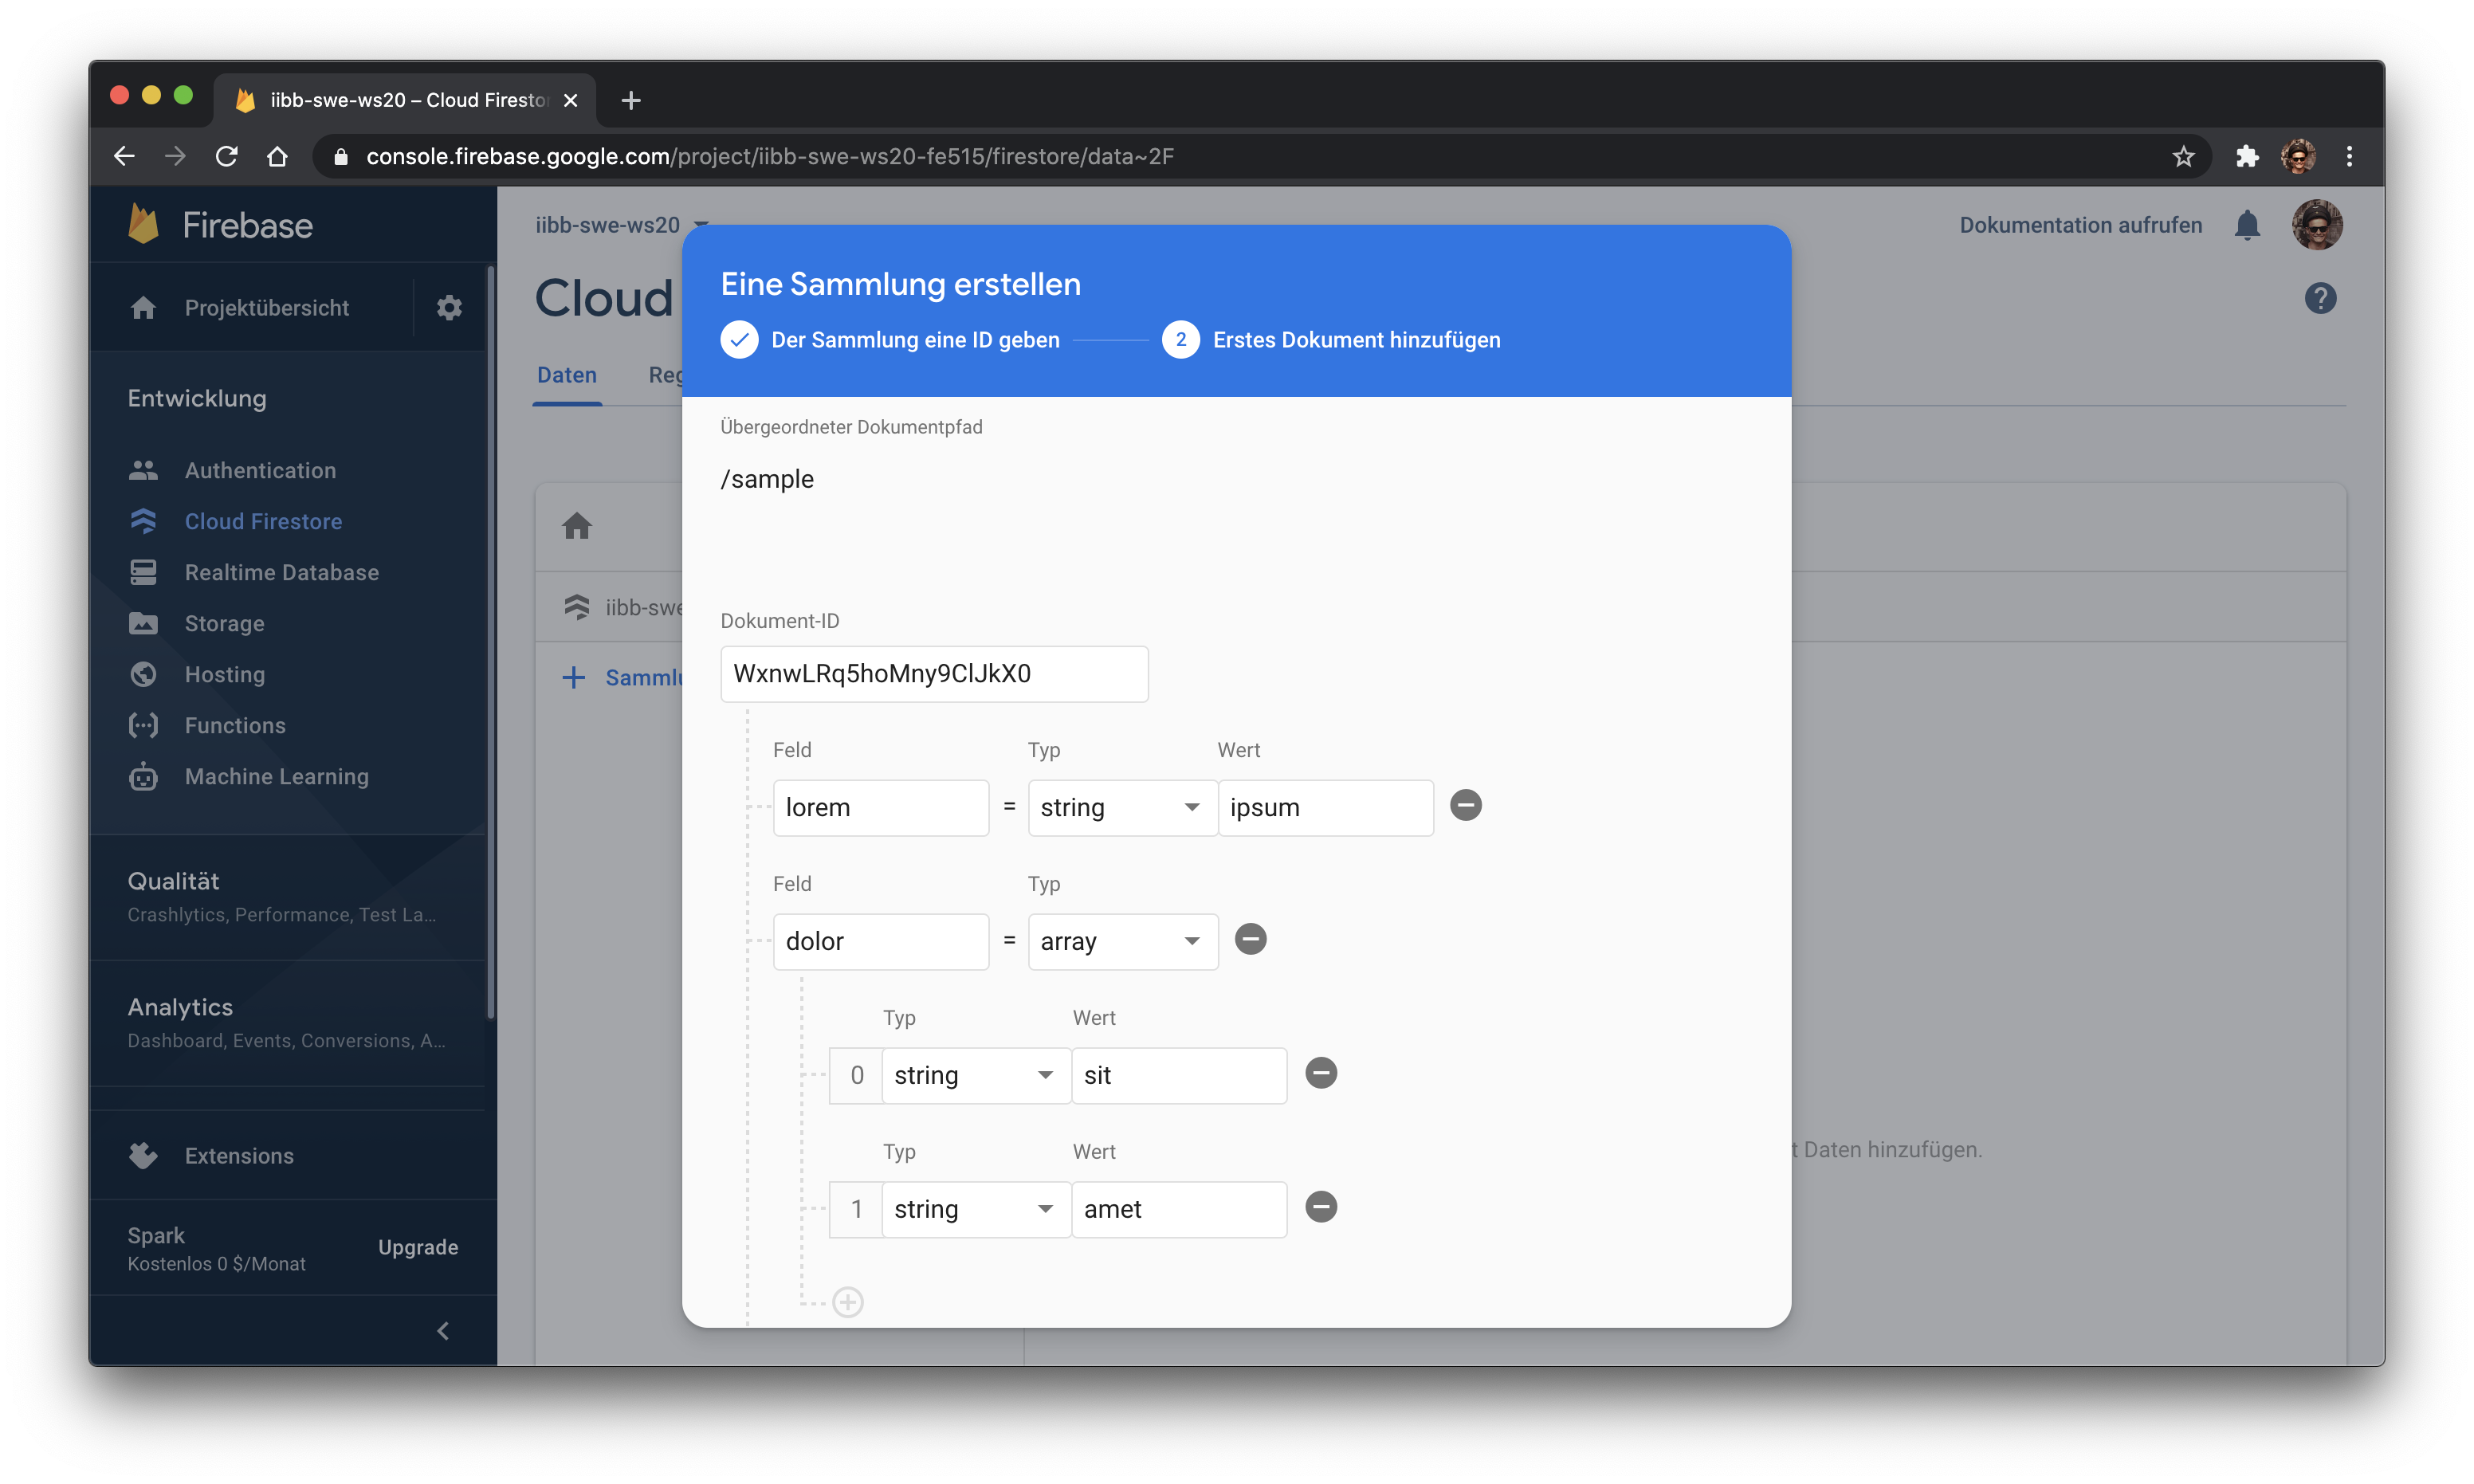 iibb-swe-ws20 – Cloud Firesto
console.firebase.google.com/project/iibb-swe-ws20-fe515/firestore/data~2F
Firebase
Projektübersicht
Entwicklung
Authentication
Cloud Firestore
Realtime Database
Storage
Hosting
Functions
Machine Learning
Qualität
Crashlytics, Performance, Test La...
Analytics
Dashboard, Events, Conversions, A...
Extensions
Spark
Kostenlos 0 $/Monat
Upgrade
iibb-swe-ws20
Dokumentation aufrufen
Cloud
Daten
Reg
iibb-swe
Sammlu
t Daten hinzufügen.
Eine Sammlung erstellen
Der Sammlung eine ID geben
2 Erstes Dokument hinzufügen
Übergeordneter Dokumentpfad
/sample
Dokument-ID
WxnwLRq5hoMny9ClJkX0
Feld Typ Wert
lorem = string ipsum
Feld Typ
dolor = array
Typ Wert
0 string sit
Typ Wert
1 string amet